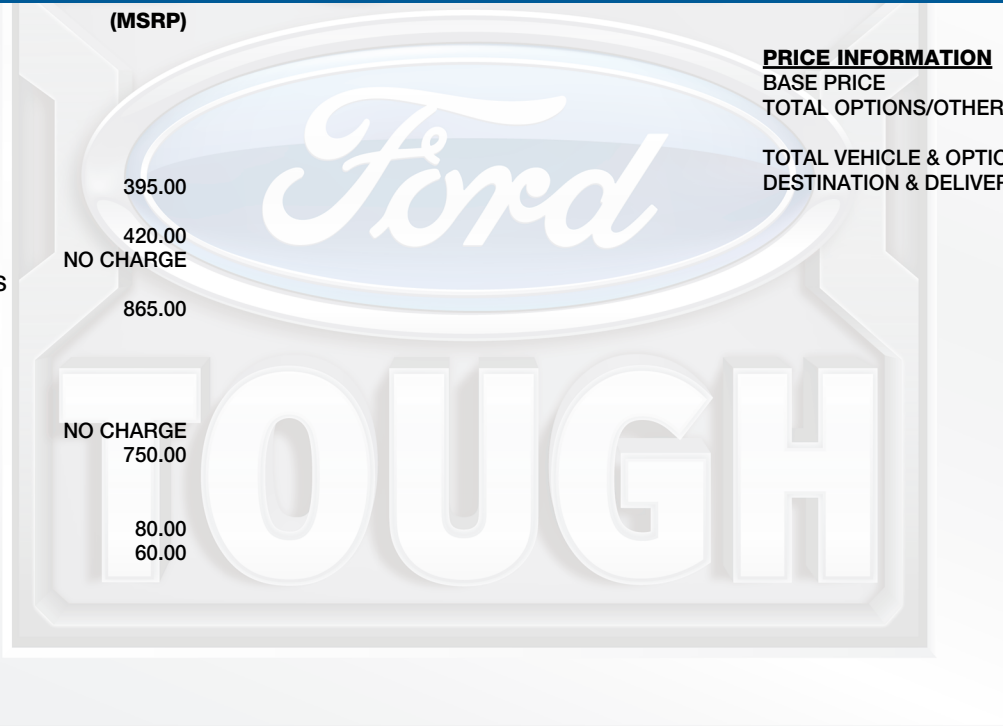 (MSRP)
395.00
420.00
NO CHARGE
S
865.00
NO CHARGE
750.00
80.00
60.00
PRICE INFORMATION
BASE PRICE
TOTAL OPTIONS/OTHER
TOTAL VEHICLE & OPTIO
DESTINATION & DELIVER
Ford
TOUGH